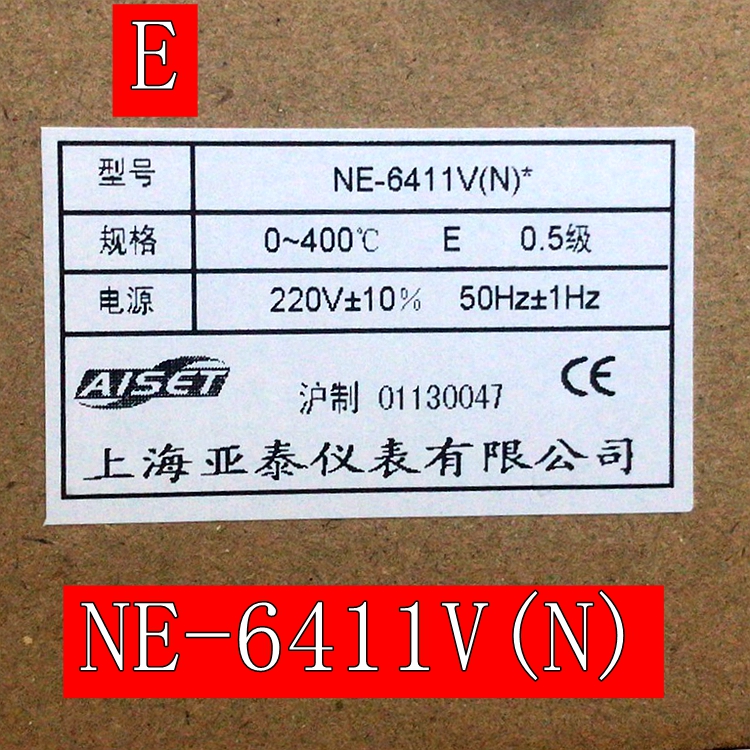 E
型号 NE-6411V(N)*
规格 0~400℃ E 0.5级
电源 220V±10% 50Hz±1Hz
AISET 沪制 01130047 CE
上海亚泰仪表有限公司
NE-6411V(N)